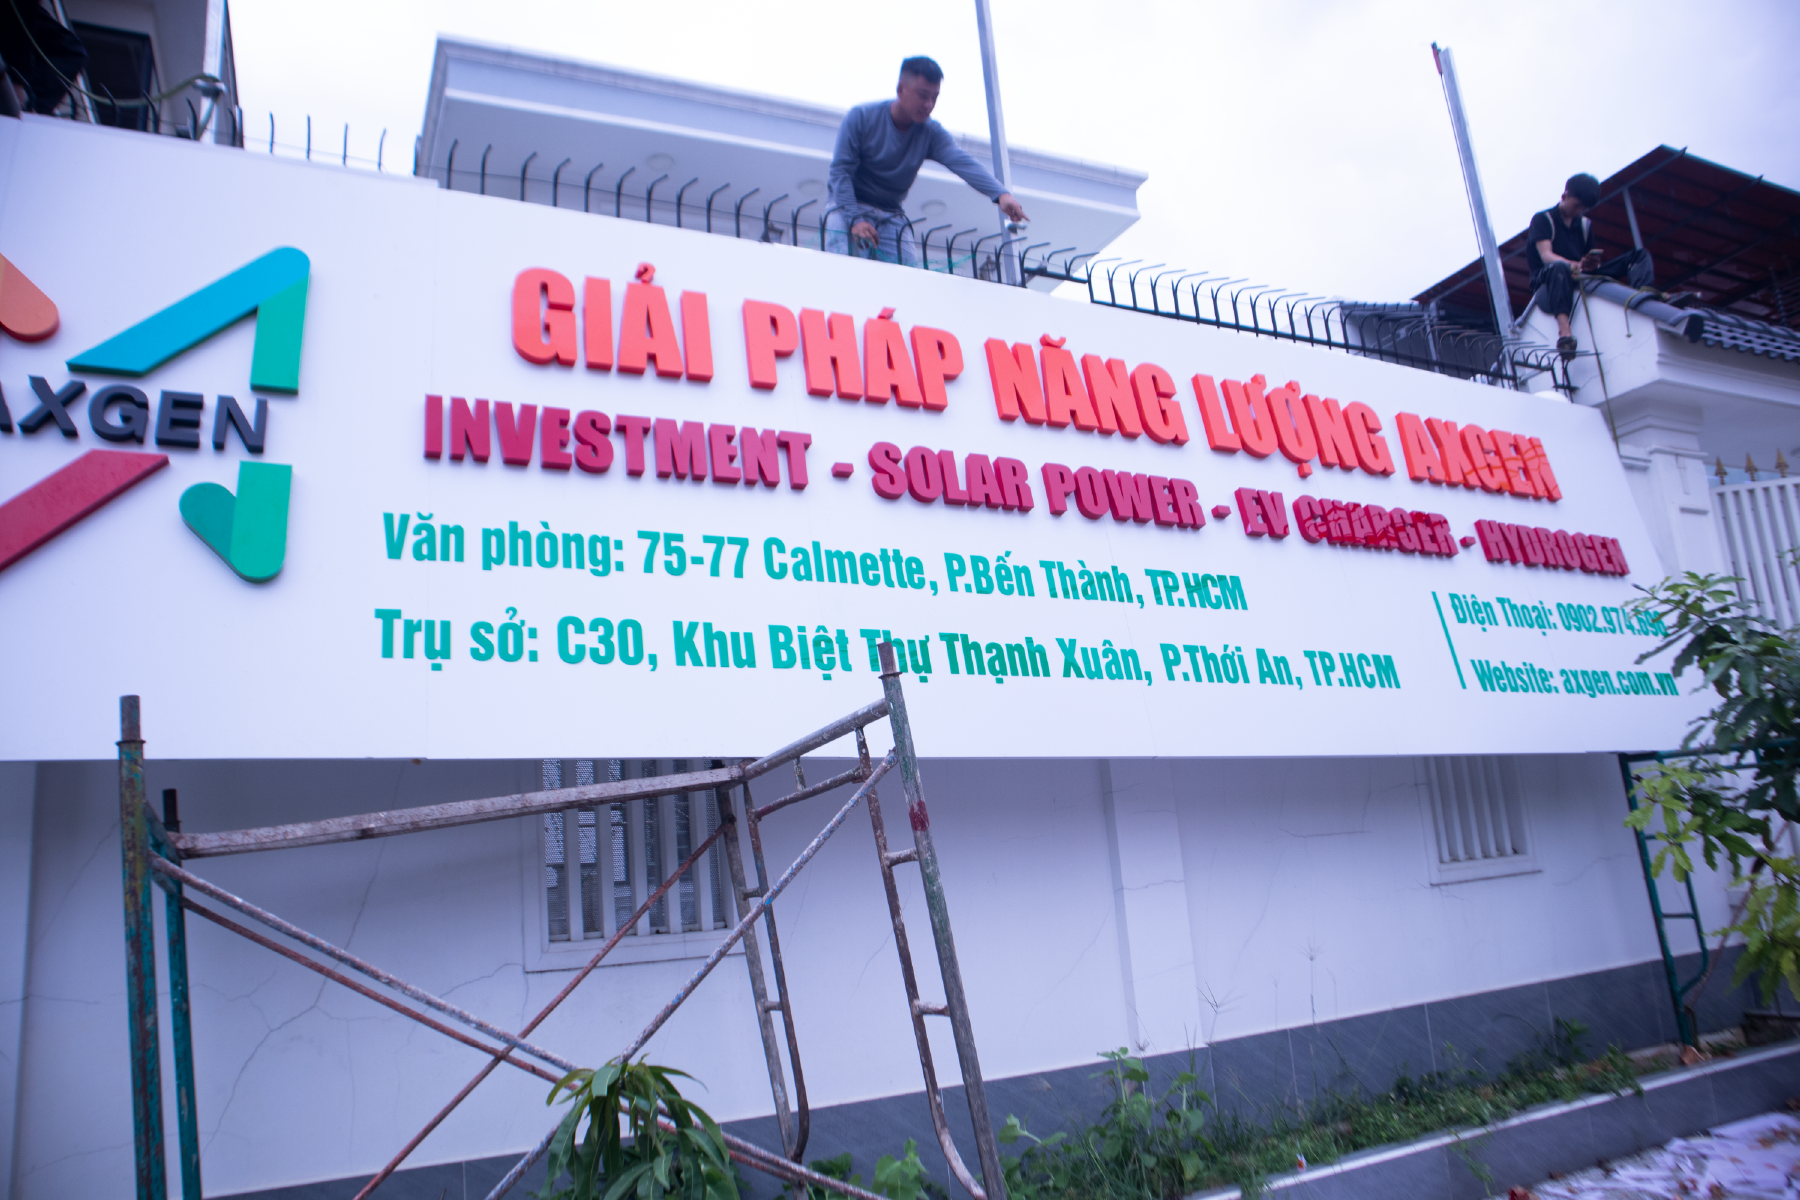 AXGEN
GIẢI PHÁP NĂNG LƯỢNG AXGEN
INVESTMENT - SOLAR POWER - EV CHARGER - HYDROGEN
Văn phòng: 75-77 Calmette, P.Bến Thành, TP.HCM
Trụ sở: C30, Khu Biệt Thự Thạnh Xuân, P.Thới An, TP.HCM
Điện Thoại: 0902.974.696
Website: axgen.com.vn